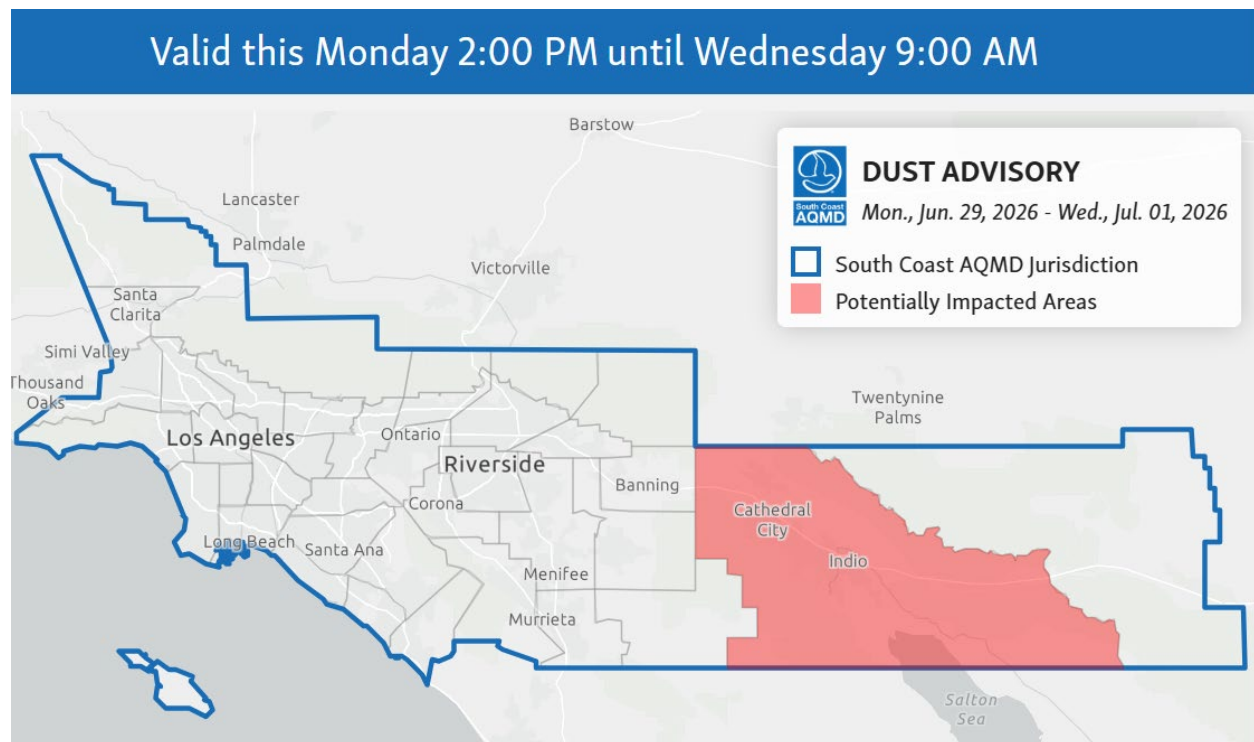 Valid this Monday 2:00 PM until Wednesday 9:00 AM
Barstow
DUST ADVISORY
South Coast
AQMD
Mon., Jun. 29, 2026 - Wed., Jul. 01, 2026
South Coast AQMD Jurisdiction
Potentially Impacted Areas
Lancaster
Palmdale
Victorville
Santa
Clarita
Simi Valley
Thousand
Oaks
Twentynine
Palms
Los Angeles
Ontario
Riverside
Banning
Corona
Cathedral
City
Long Beach
Santa Ana
Indio
Menifee
Murrieta
Salton
Sea